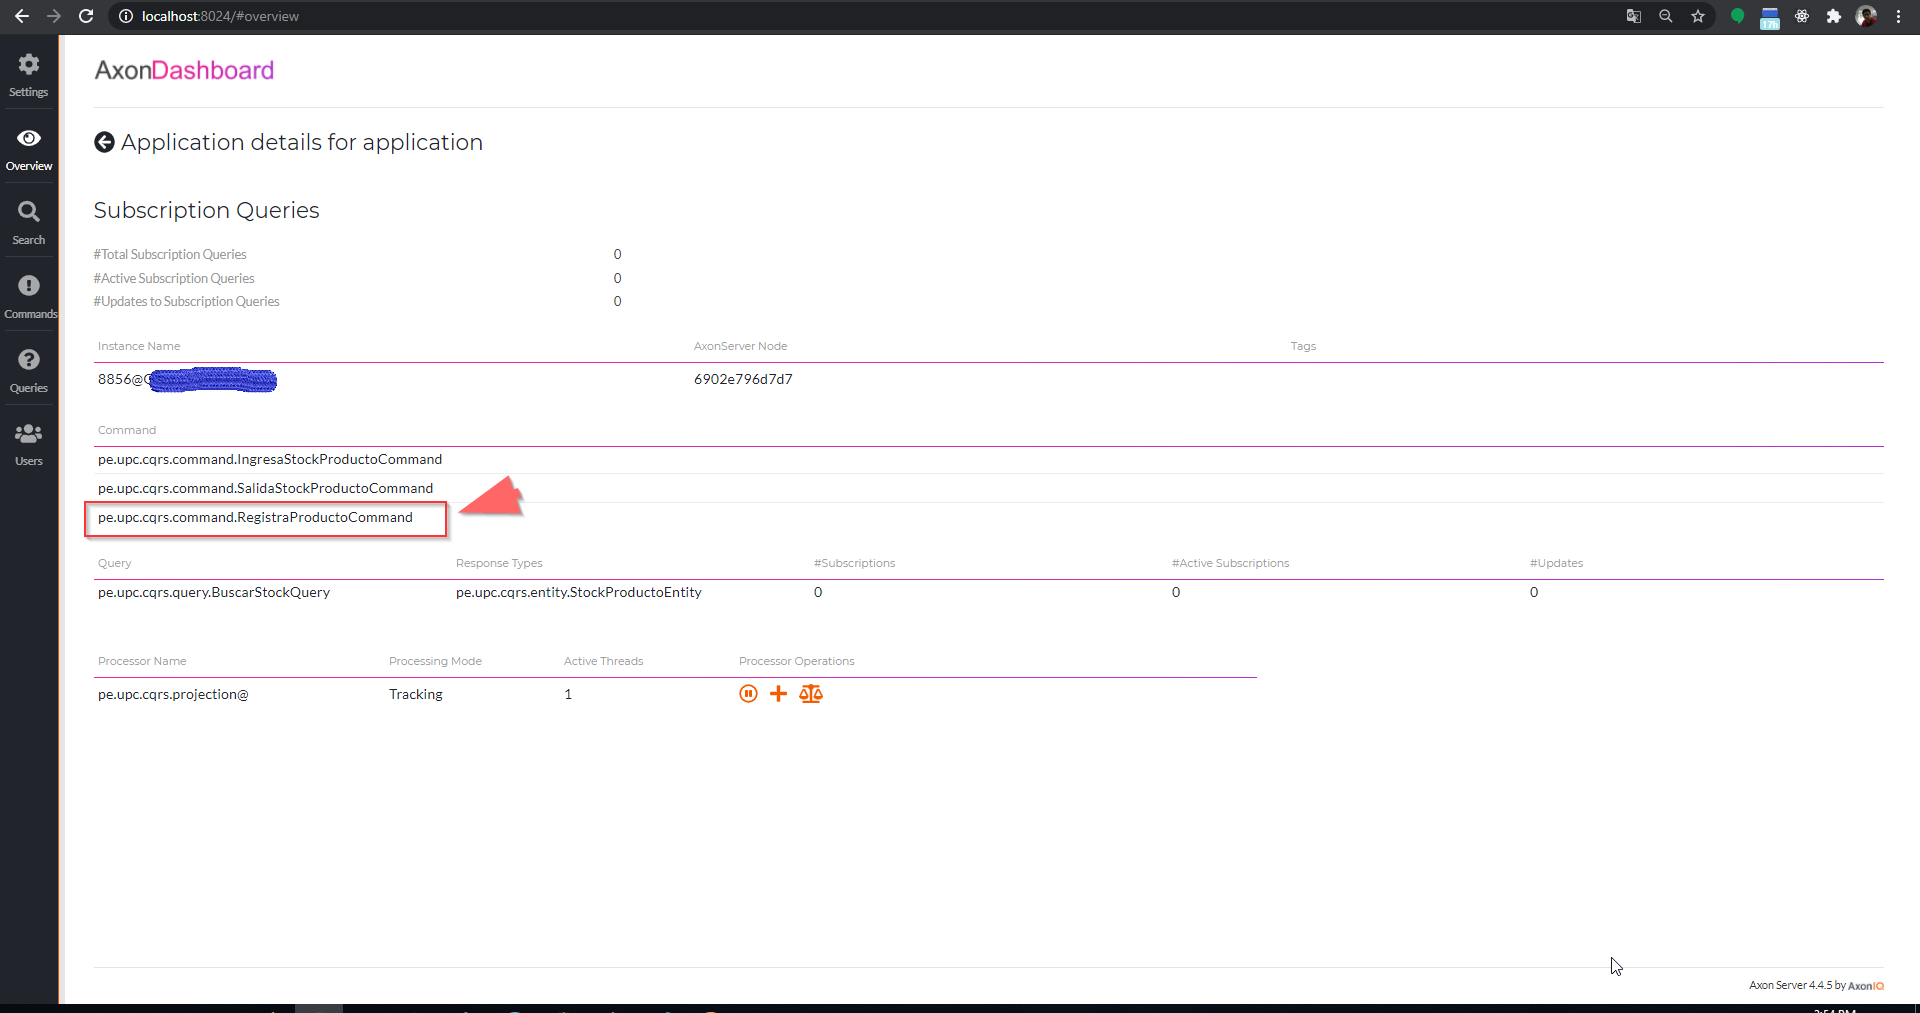 localhost:8024/#overview
17h
AxonDashboard
Settings
Overview
Search
Commands
Queries
Users
Application details for application
Subscription Queries
#Total Subscription Queries 0
#Active Subscription Queries 0
#Updates to Subscription Queries 0
Instance Name AxonServer Node Tags
8856@ 6902e796d7d7
Command
pe.upc.cqrs.command.IngresaStockProductoCommand
pe.upc.cqrs.command.SalidaStockProductoCommand
pe.upc.cqrs.command.RegistraProductoCommand
Query Response Types #Subscriptions #Active Subscriptions #Updates
pe.upc.cqrs.query.BuscarStockQuery pe.upc.cqrs.entity.StockProductoEntity 0 0 0
Processor Name Processing Mode Active Threads Processor Operations
pe.upc.cqrs.projection@ Tracking 1
Axon Server 4.4.5 by AxonIQ